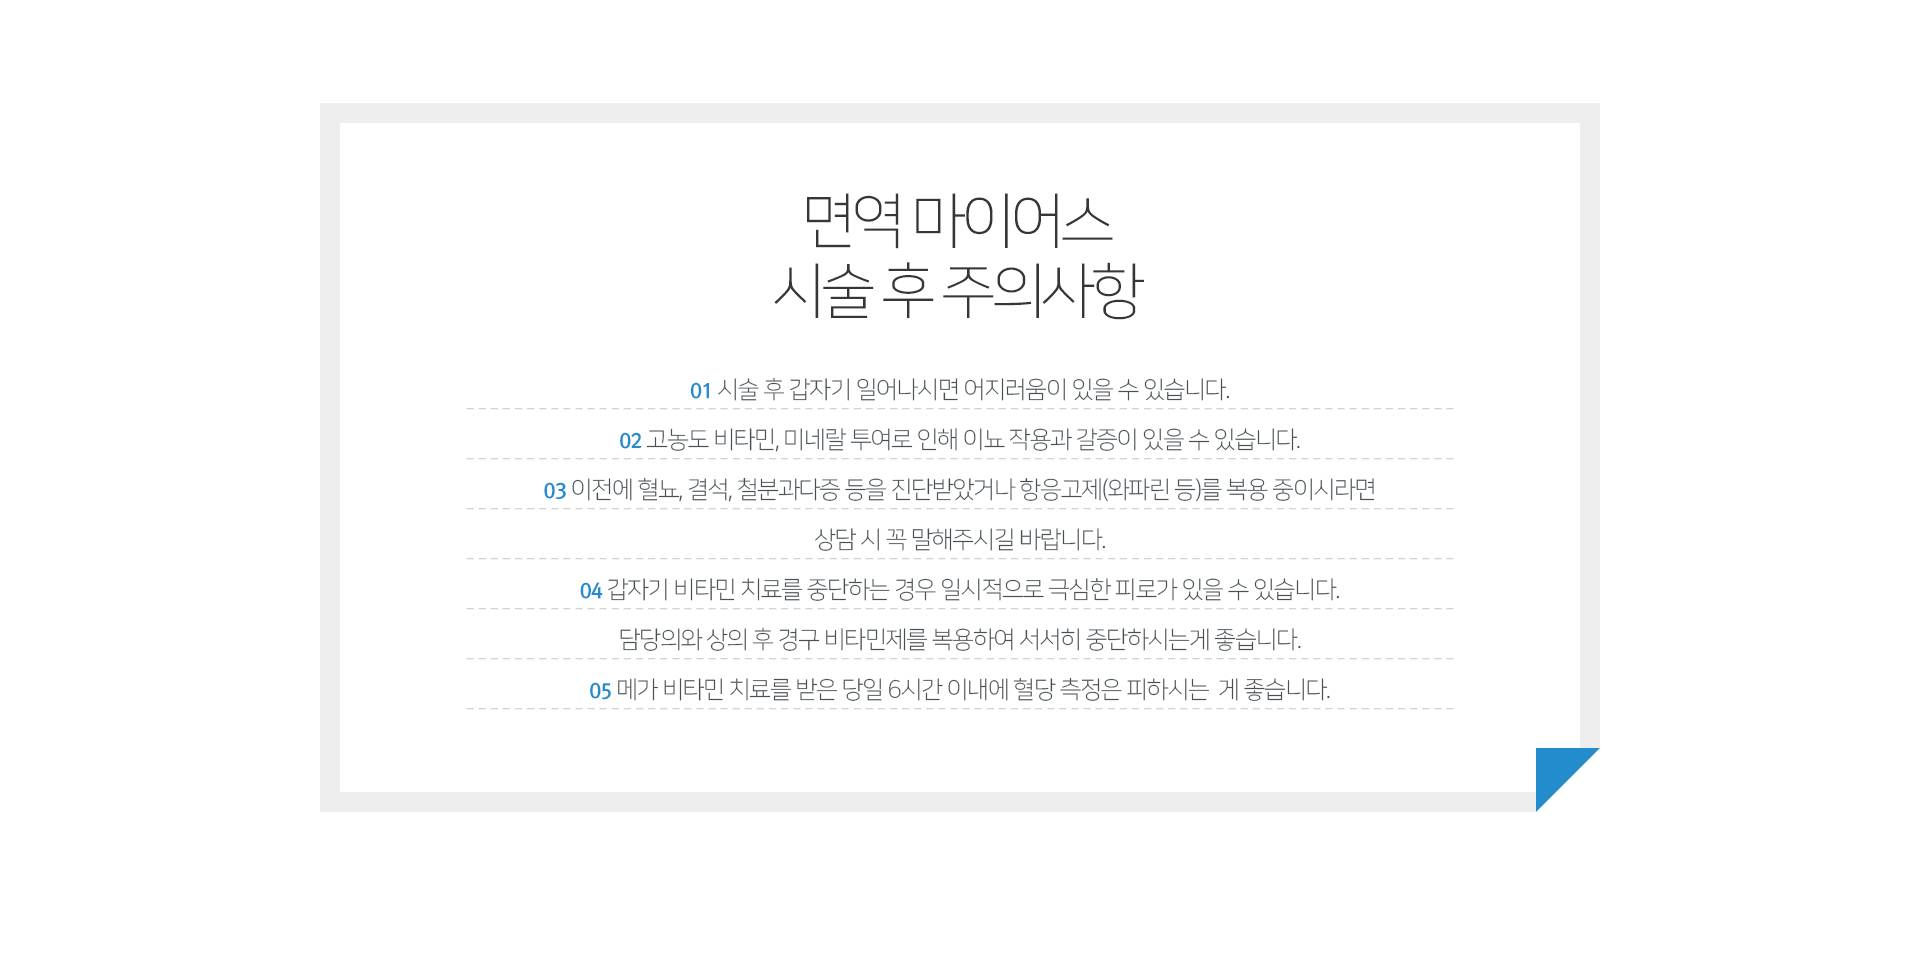 면역 마이어스
시술 후 주의사항
01 시술 후 갑자기 일어나시면 어지러움이 있을 수 있습니다.
02 고농도 비타민, 미네랄 투여로 인해 이뇨 작용과 갈증이 있을 수 있습니다.
03 이전에 혈뇨, 결석, 철분과다증 등을 진단받았거나 항응고제(와파린 등)를 복용 중이시라면
상담 시 꼭 말해주시길 바랍니다.
04 갑자기 비타민 치료를 중단하는 경우 일시적으로 극심한 피로가 있을 수 있습니다.
담당의와 상의 후 경구 비타민제를 복용하여 서서히 중단하시는게 좋습니다.
05 메가 비타민 치료를 받은 당일 6시간 이내에 혈당 측정은 피하시는  게 좋습니다.